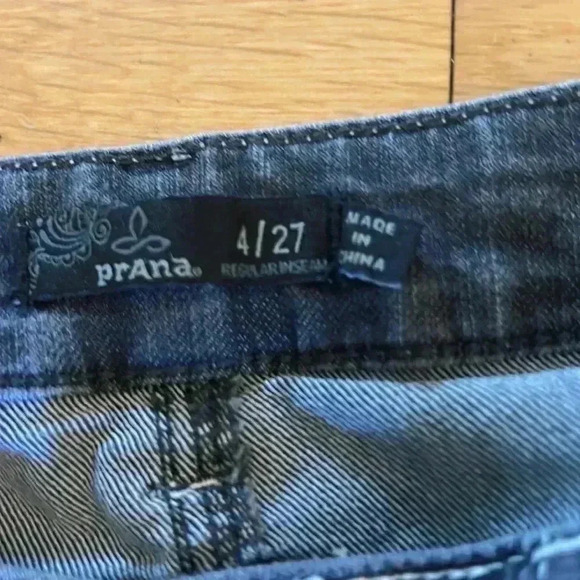 prAna®
4/27
REGULAR INSEAM
MADE
IN
CHINA